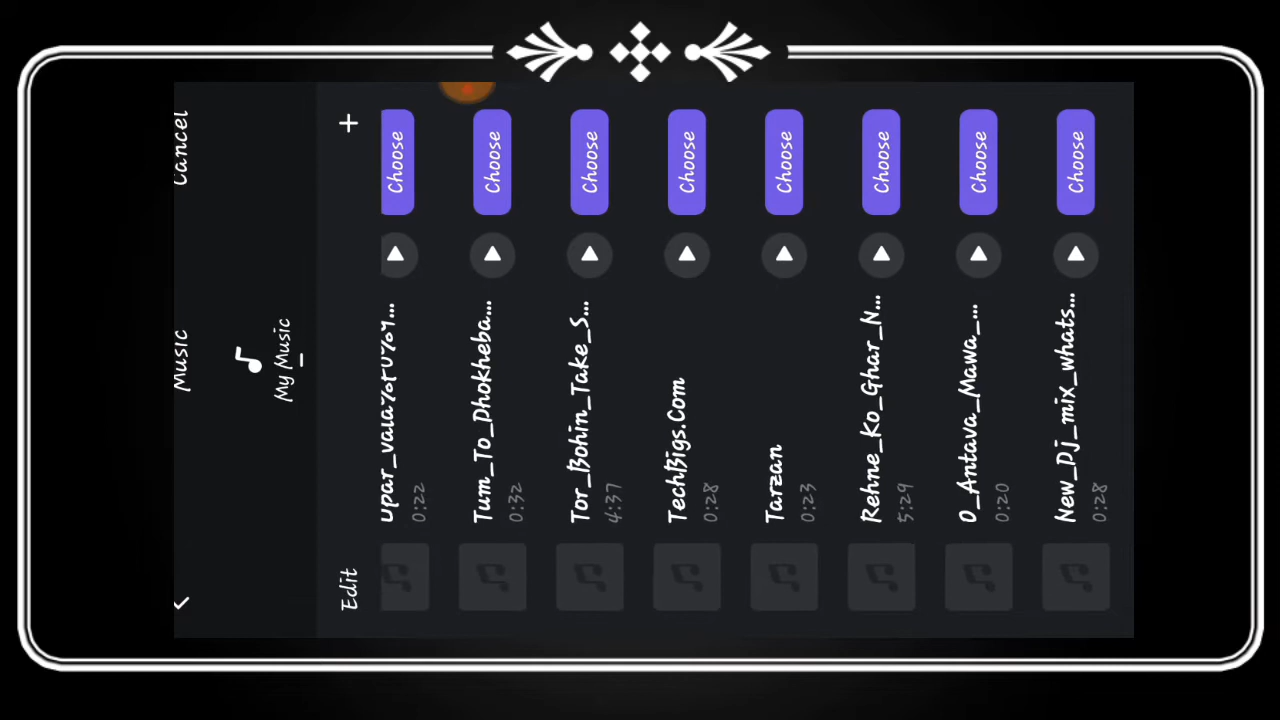 Music
Cancel
My Music
Edit
+
Choose
0:22
Tum_To_Dhokheba...
0:32
Choose
Tor_Bohin_Take_S...
4:37
Choose
TechBigs.Com
0:28
Choose
Tarzan
0:23
Choose
Rehne_Ko_Ghar_N...
5:29
Choose
O_Antava_Mawa_...
0:20
Choose
New_Dj_mix_whats...
0:28
Choose